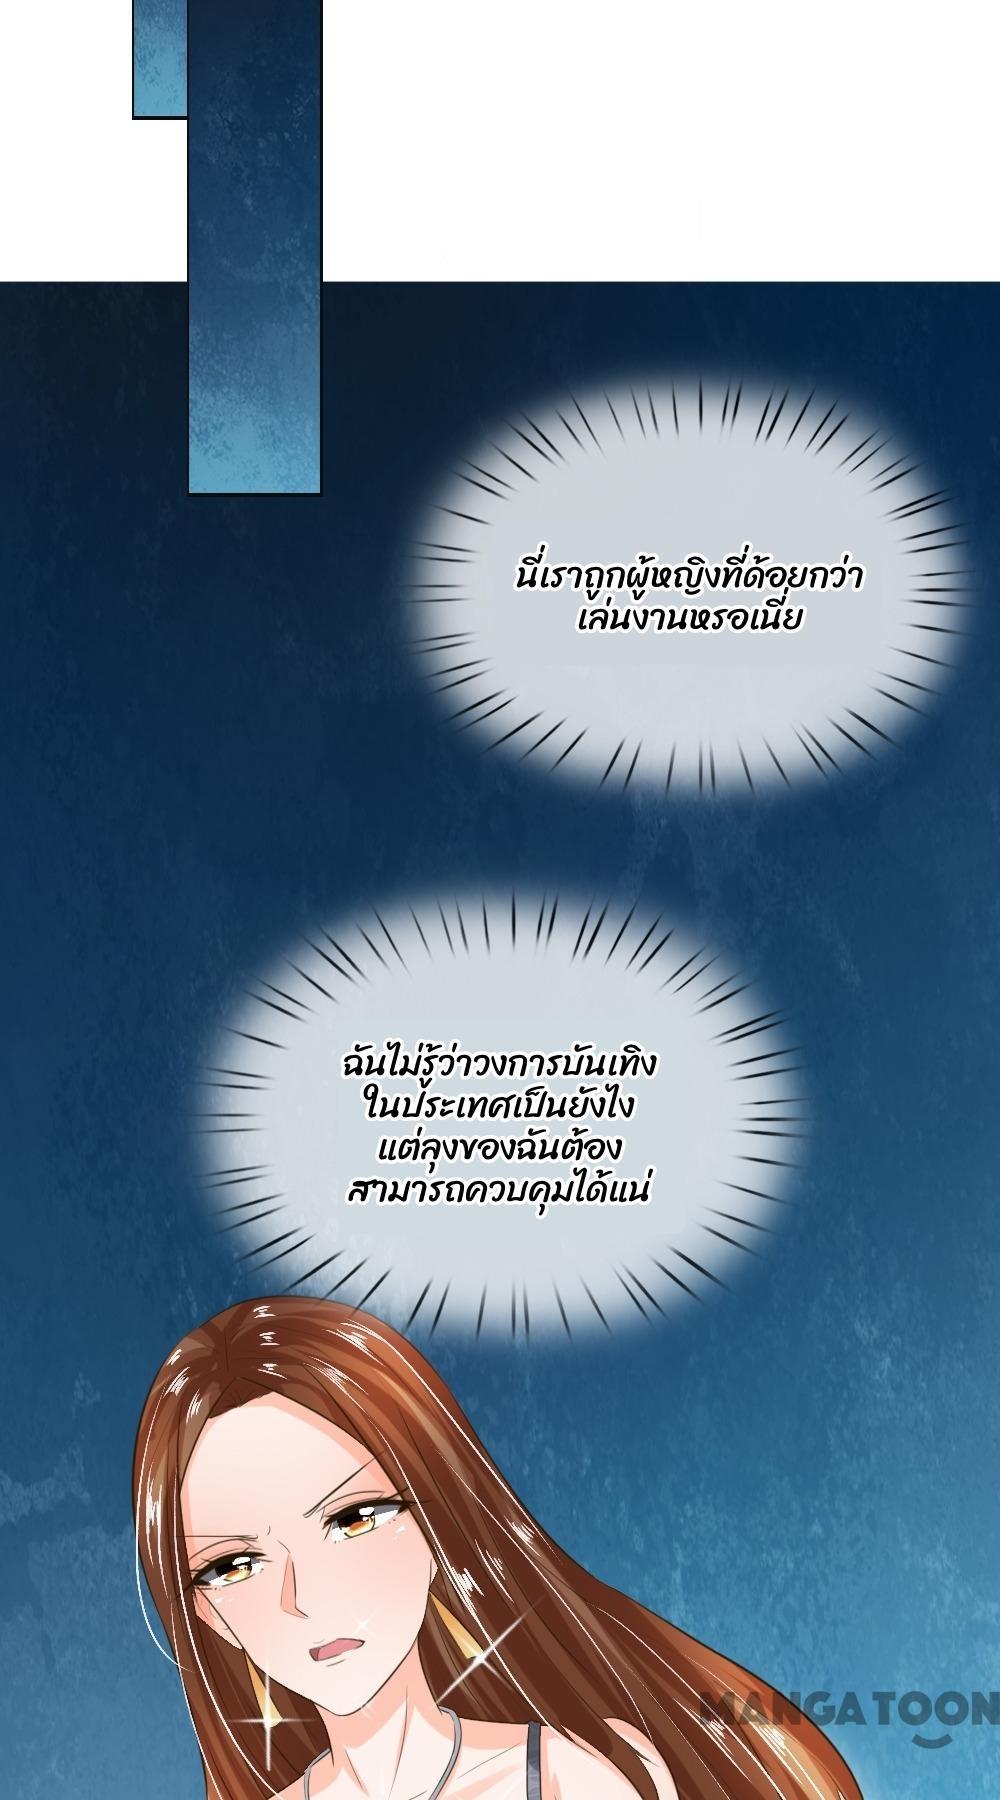 นี่เราถูกผู้หญิงที่ด้อยกว่า
เล่นงานหรอเนี่ย
ฉันไม่รู้ว่าวงการบันเทิง
ในประเทศเป็นยังไง
แต่ลุงของฉันต้อง
สามารถควบคุมได้แน่
MANGATOON